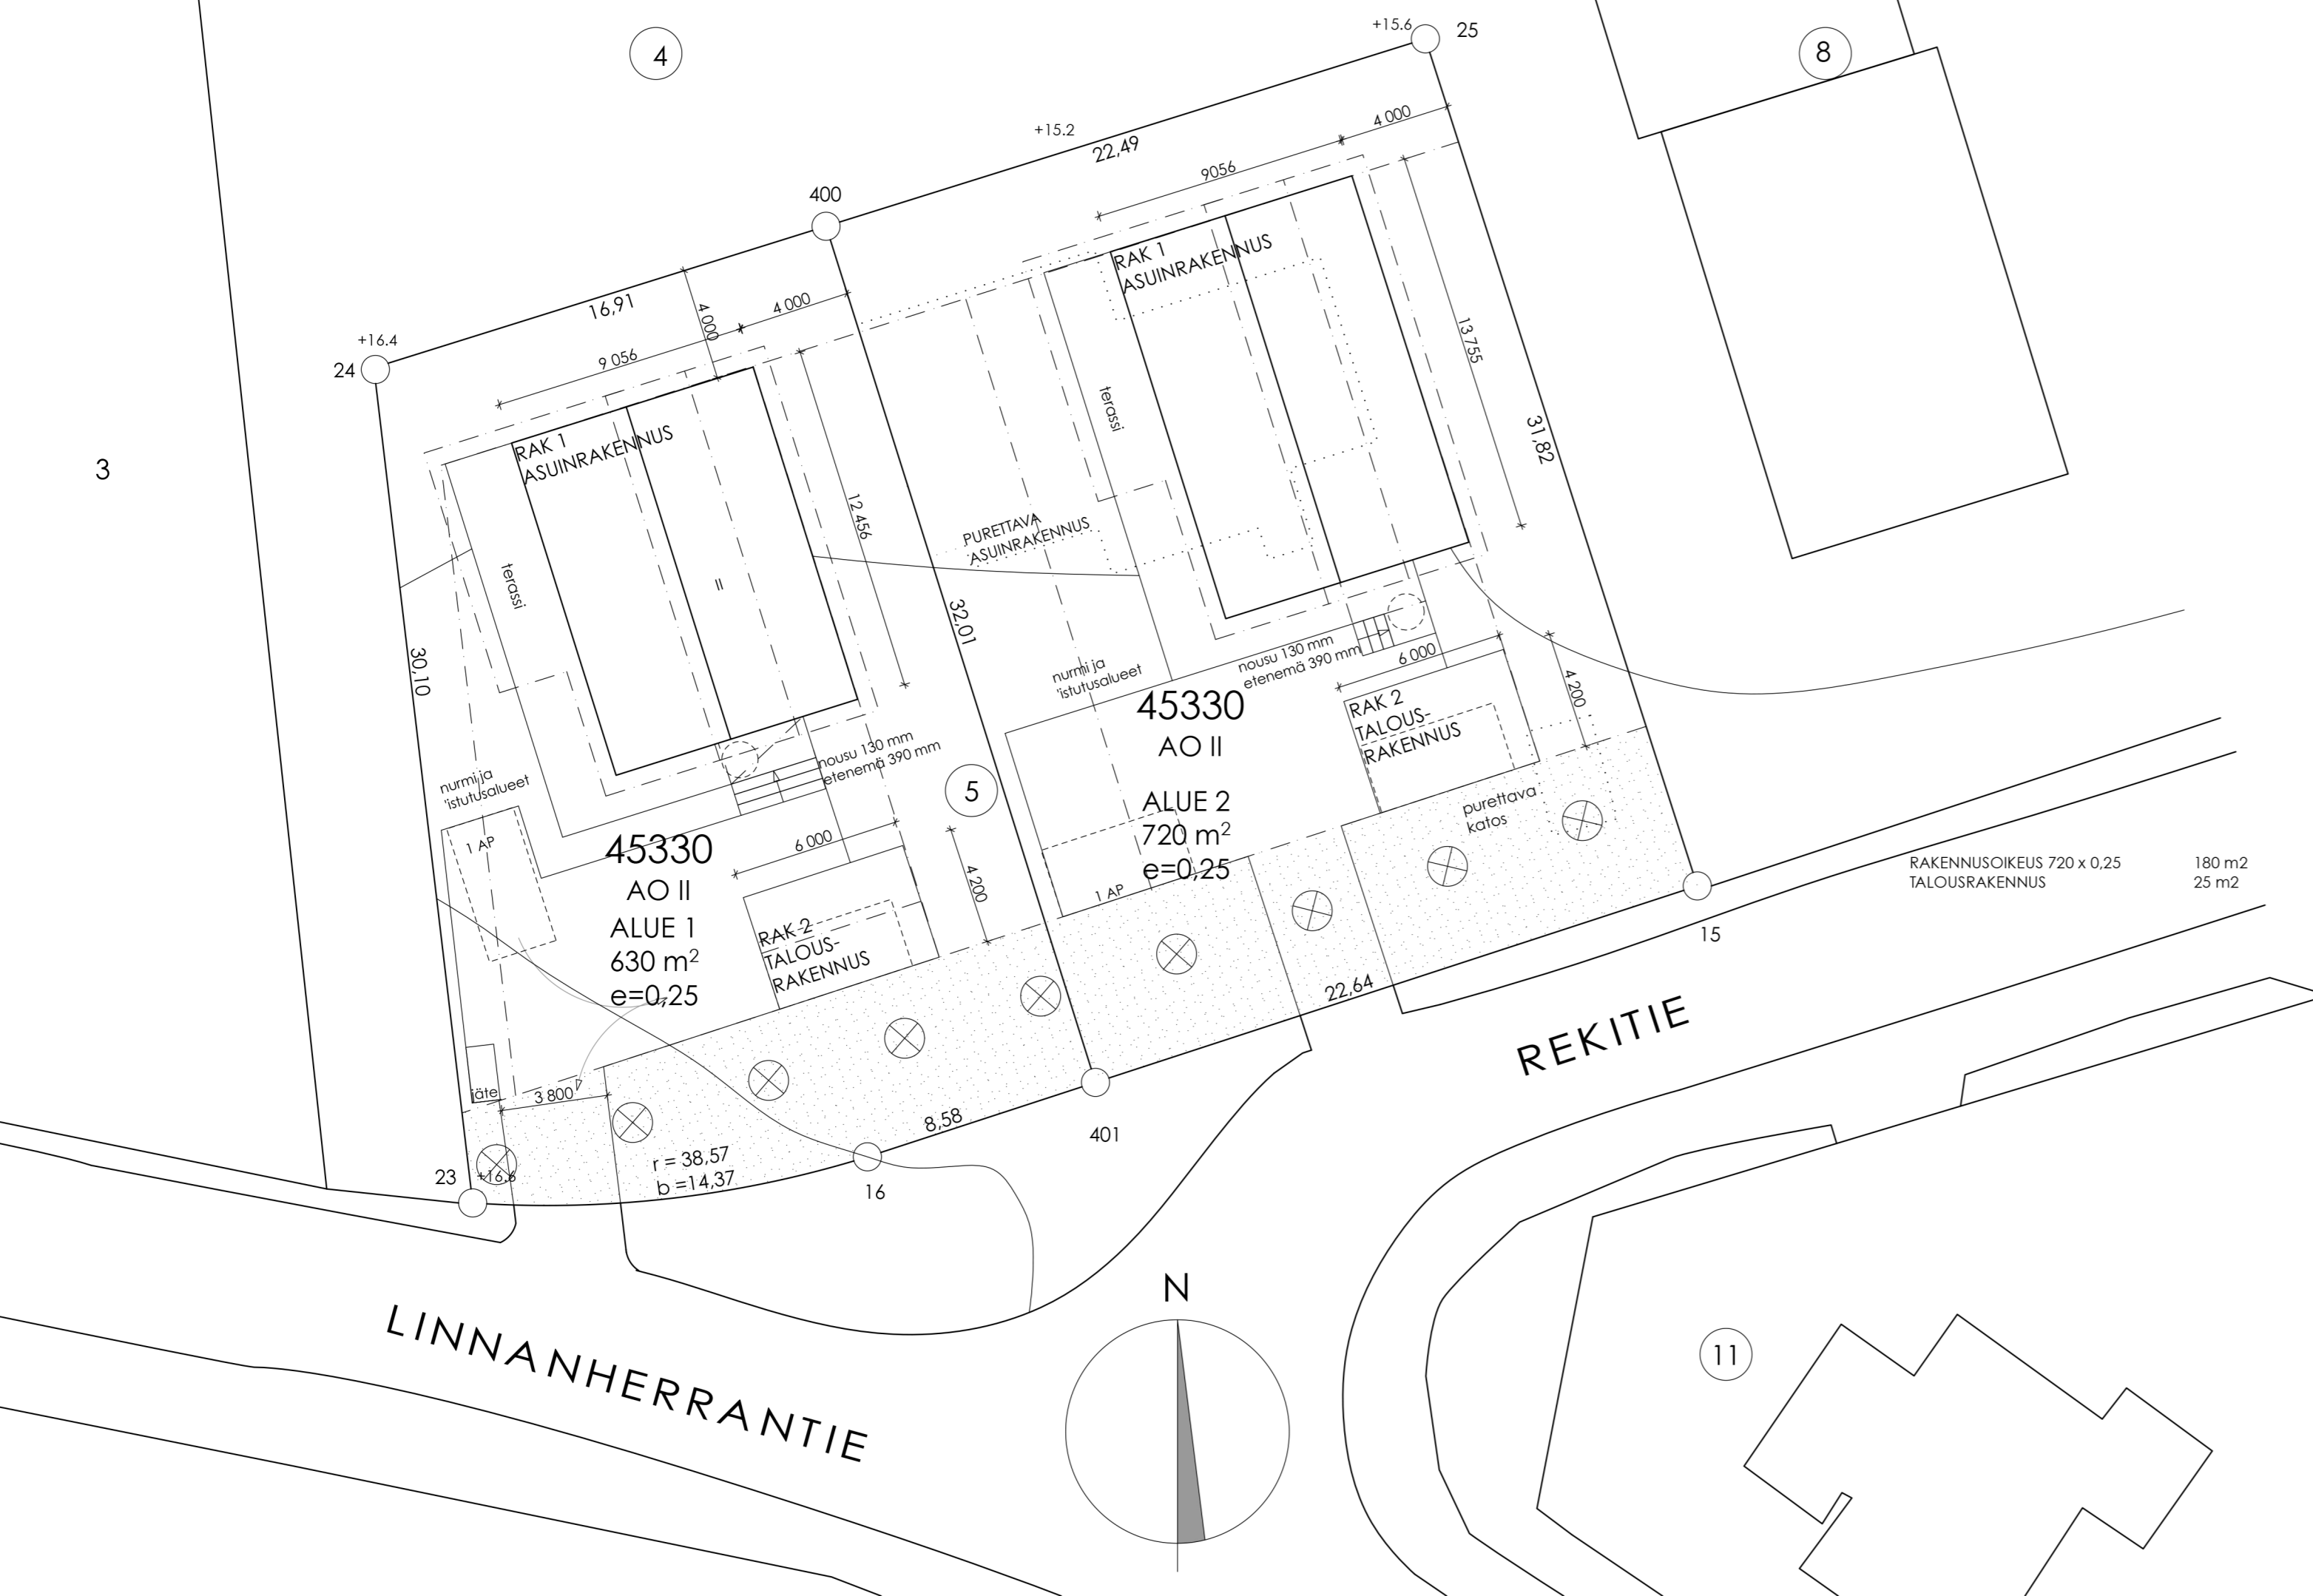 4
+15.6
25
8
+15.2
22,49
4 000
400
9056
+16.4
24
16,91
4 000
4 000
9 056
RAK 1
ASUINRAKENNUS
13 755
31,82
terassi
3
RAK 1
ASUINRAKENNUS
12 456
PURETTAVA
ASUINRAKENNUS
terassi
II
32,01
30,10
nurmi ja
'istutusalueet
nousu 130 mm
etenemä 390 mm
6 000
4 200
45330
AO II
RAK 2
TALOUS-
RAKENNUS
nousu 130 mm
etenemä 390 mm
nurmi ja
'istutusalueet
5
ALUE 2
720 m²
e=0,25
purettava
katos
1 AP
1 AP
6 000
4 200
45330
AO II
ALUE 1
630 m²
e=0,25
RAK 2
TALOUS-
RAKENNUS
RAKENNUSOIKEUS 720 x 0,25 180 m2
TALOUSRAKENNUS 25 m2
15
22,64
REKITIE
jäte
3 800
8,58
401
r = 38,57
b =14,37
23
+16.6
16
N
LINNANHERRANTIE
11